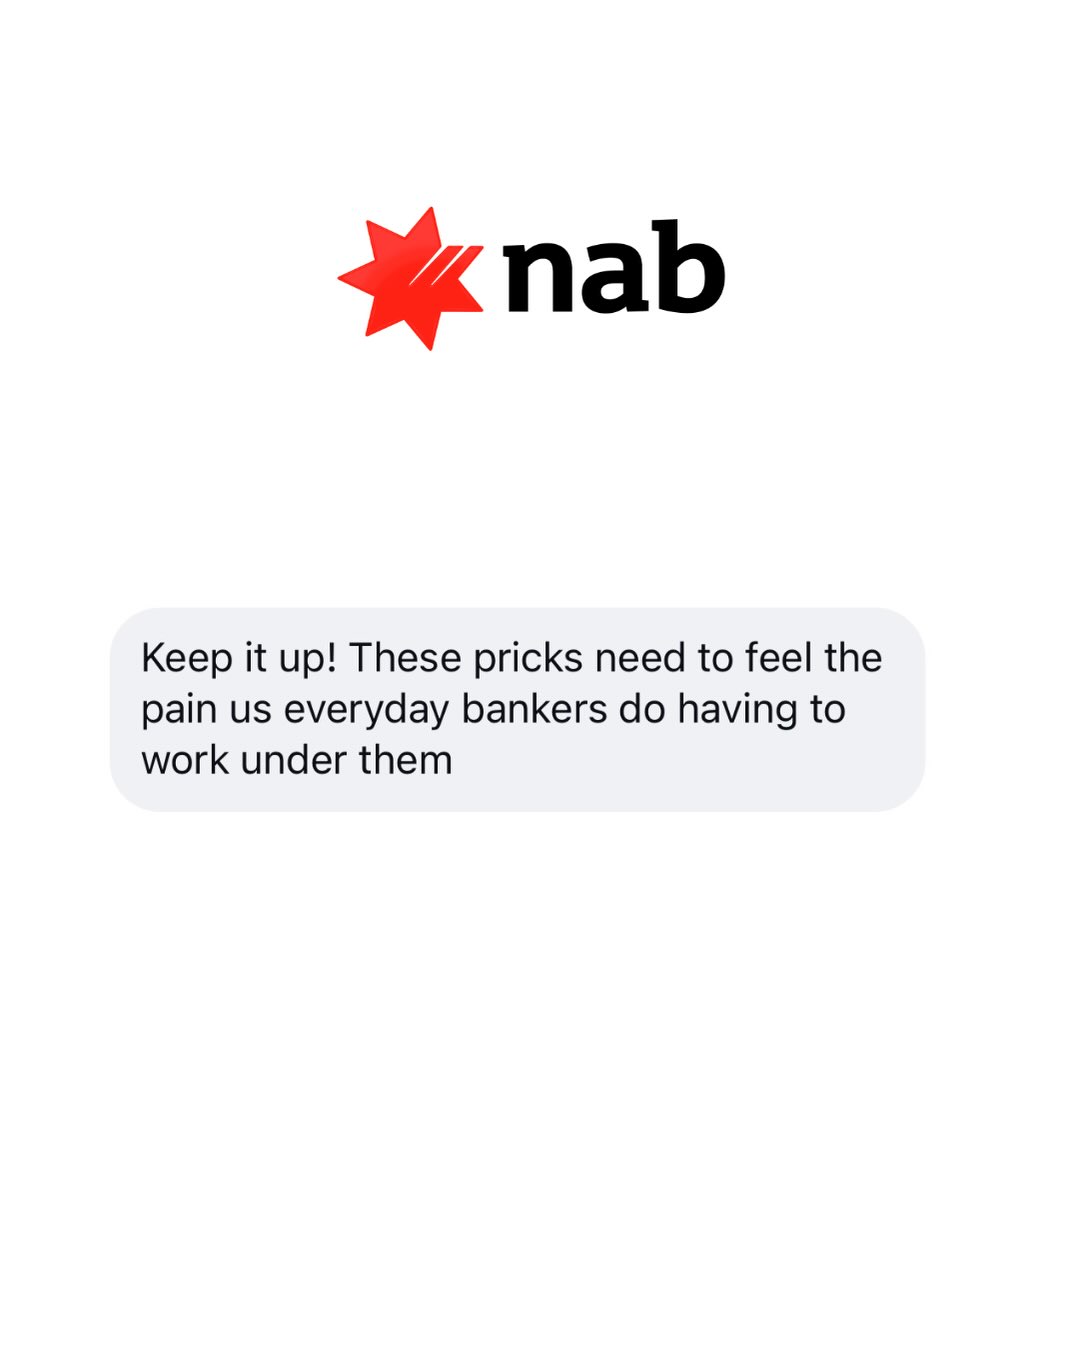 nab
Keep it up! These pricks need to feel the
pain us everyday bankers do having to
work under them